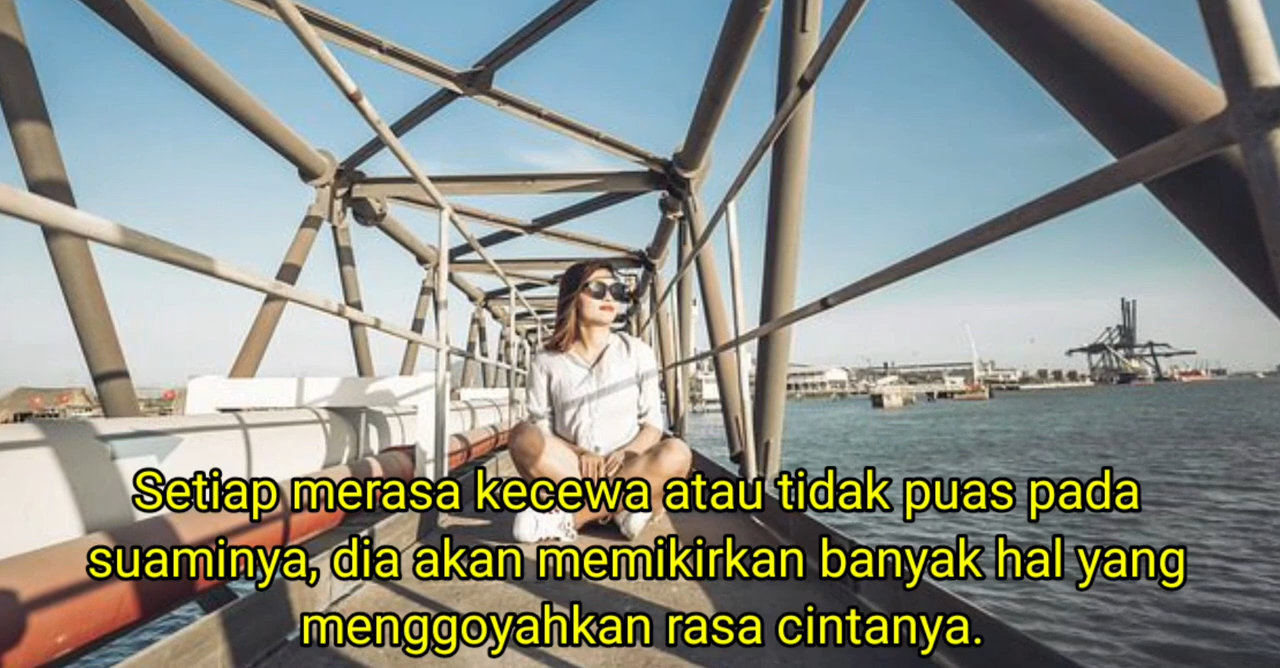 Setiap merasa kecewa atau tidak puas pada
suaminya, dia akan memikirkan banyak hal yang
menggoyahkan rasa cintanya.